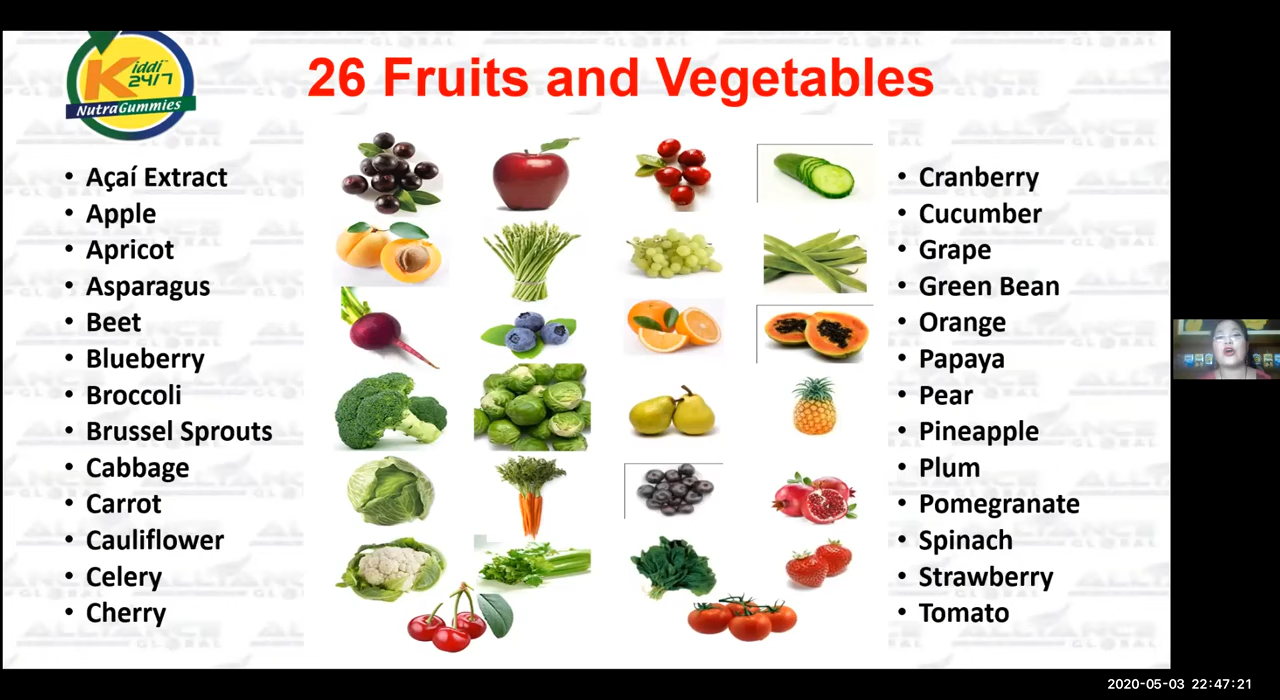 Kiddi 24/7
NutraGummies
26 Fruits and Vegetables
• Açaí Extract
• Apple
• Apricot
• Asparagus
• Beet
• Blueberry
• Broccoli
• Brussel Sprouts
• Cabbage
• Carrot
• Cauliflower
• Celery
• Cherry
• Cranberry
• Cucumber
• Grape
• Green Bean
• Orange
• Papaya
• Pear
• Pineapple
• Plum
• Pomegranate
• Spinach
• Strawberry
• Tomato
ALLIANCE
GLOBAL
2020-05-03 22:47:21